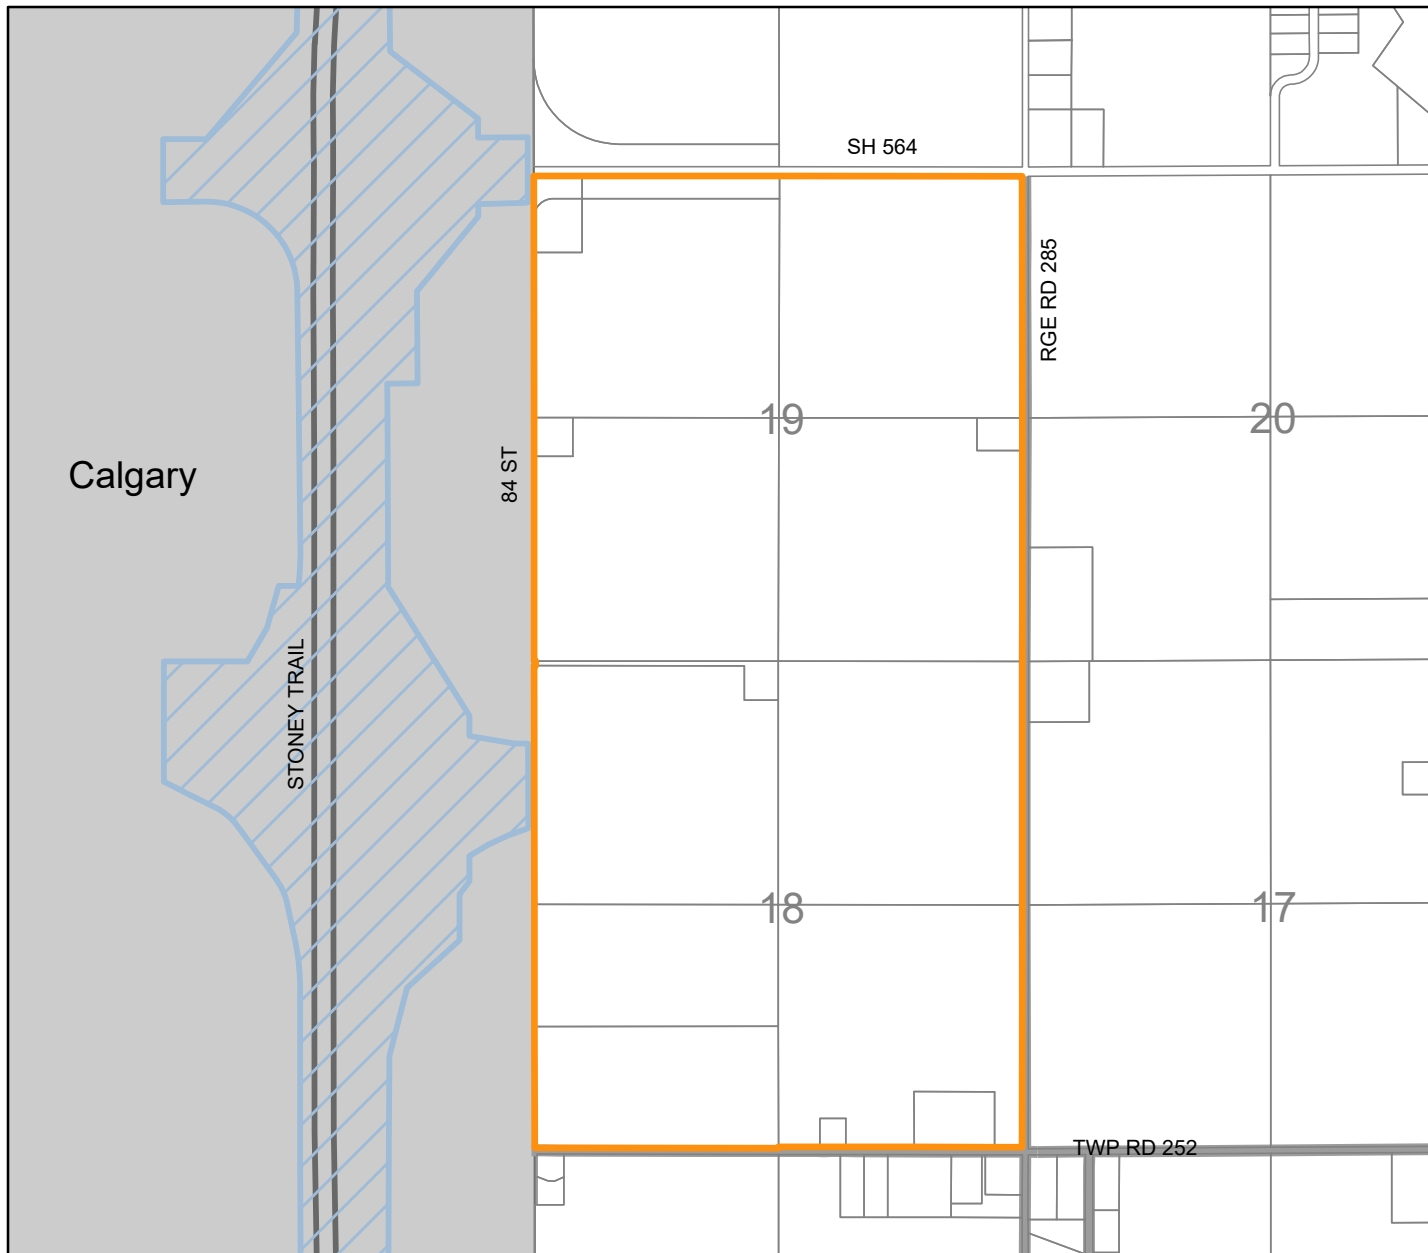 SH 564
RGE RD 285
19
20
Calgary
84 ST
STONEY TRAIL
18
17
TWP RD 252